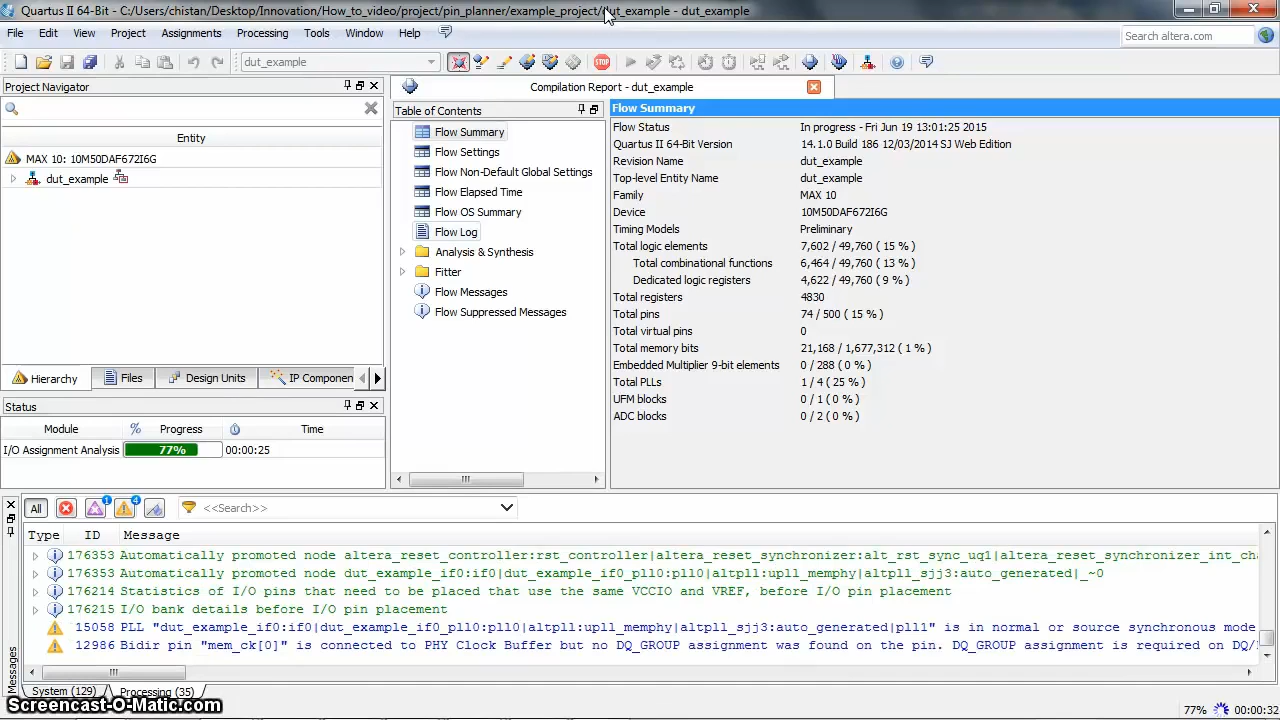 Quartus II 64-Bit - C:/Users/chistan/Desktop/Innovation/How_to_video/project/pin_planner/example_project/dut_example - dut_example
File Edit View Project Assignments Processing Tools Window Help
Search altera.com
dut_example
STOP
Project Navigator
Entity
MAX 10: 10M50DAF672I6G
dut_example
Hierarchy Files Design Units IP Componen
Status
Module % Progress Time
I/O Assignment Analysis 77% 00:00:25
Compilation Report - dut_example
Table of Contents
Flow Summary
Flow Settings
Flow Non-Default Global Settings
Flow Elapsed Time
Flow OS Summary
Flow Log
Analysis & Synthesis
Fitter
Flow Messages
Flow Suppressed Messages
Flow Summary
Flow Status In progress - Fri Jun 19 13:01:25 2015
Quartus II 64-Bit Version 14.1.0 Build 186 12/03/2014 SJ Web Edition
Revision Name dut_example
Top-level Entity Name dut_example
Family MAX 10
Device 10M50DAF672I6G
Timing Models Preliminary
Total logic elements 7,602 / 49,760 ( 15 % )
Total combinational functions 6,464 / 49,760 ( 13 % )
Dedicated logic registers 4,622 / 49,760 ( 9 % )
Total registers 4830
Total pins 74 / 500 ( 15 % )
Total virtual pins 0
Total memory bits 21,168 / 1,677,312 ( 1 % )
Embedded Multiplier 9-bit elements 0 / 288 ( 0 % )
Total PLLs 1 / 4 ( 25 % )
UFM blocks 0 / 1 ( 0 % )
ADC blocks 0 / 2 ( 0 % )
All 1 4 <<Search>>
Type ID Message
176353 Automatically promoted node altera_reset_controller:rst_controller|altera_reset_synchronizer:alt_rst_sync_uq1|altera_reset_synchronizer_int_ch
176353 Automatically promoted node dut_example_if0:if0|dut_example_if0_pll0:pll0|altpll:upll_memphy|altpll_sjj3:auto_generated|_~0
176214 Statistics of I/O pins that need to be placed that use the same VCCIO and VREF, before I/O pin placement
176215 I/O bank details before I/O pin placement
15058 PLL "dut_example_if0:if0|dut_example_if0_pll0:pll0|altpll:upll_memphy|altpll_sjj3:auto_generated|pll1" is in normal or source synchronous mode
12986 Bidir pin "mem_ck[0]" is connected to PHY Clock Buffer but no DQ_GROUP assignment was found on the pin. DQ_GROUP assignment is required on DQ/
Messages
System (129) Processing (35)
Screencast-O-Matic.com
77% 00:00:32